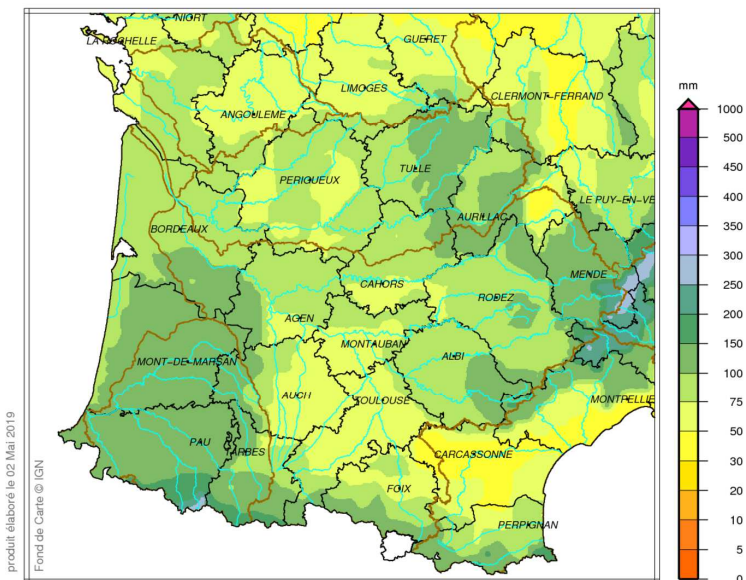 NIORT
LA ROCHELLE
GUERET
LIMOGES
CLERMONT-FERRAND
ANGOULEME
TULLE
PERIGUEUX
LE PUY-EN-VE
AURILLAC
BORDEAUX
MENDE
CAHORS
RODEZ
AGEN
MONTAUBAN
ALBI
MONT-DE-MARSAN
AUCH
TOULOUSE
MONTPELLIE
PAU
TARBES
CARCASSONNE
FOIX
PERPIGNAN
mm
1000
500
450
400
350
300
250
200
150
100
75
50
30
20
10
5
0
produit élaboré le 02 Mai 2019
Fond de Carte © IGN